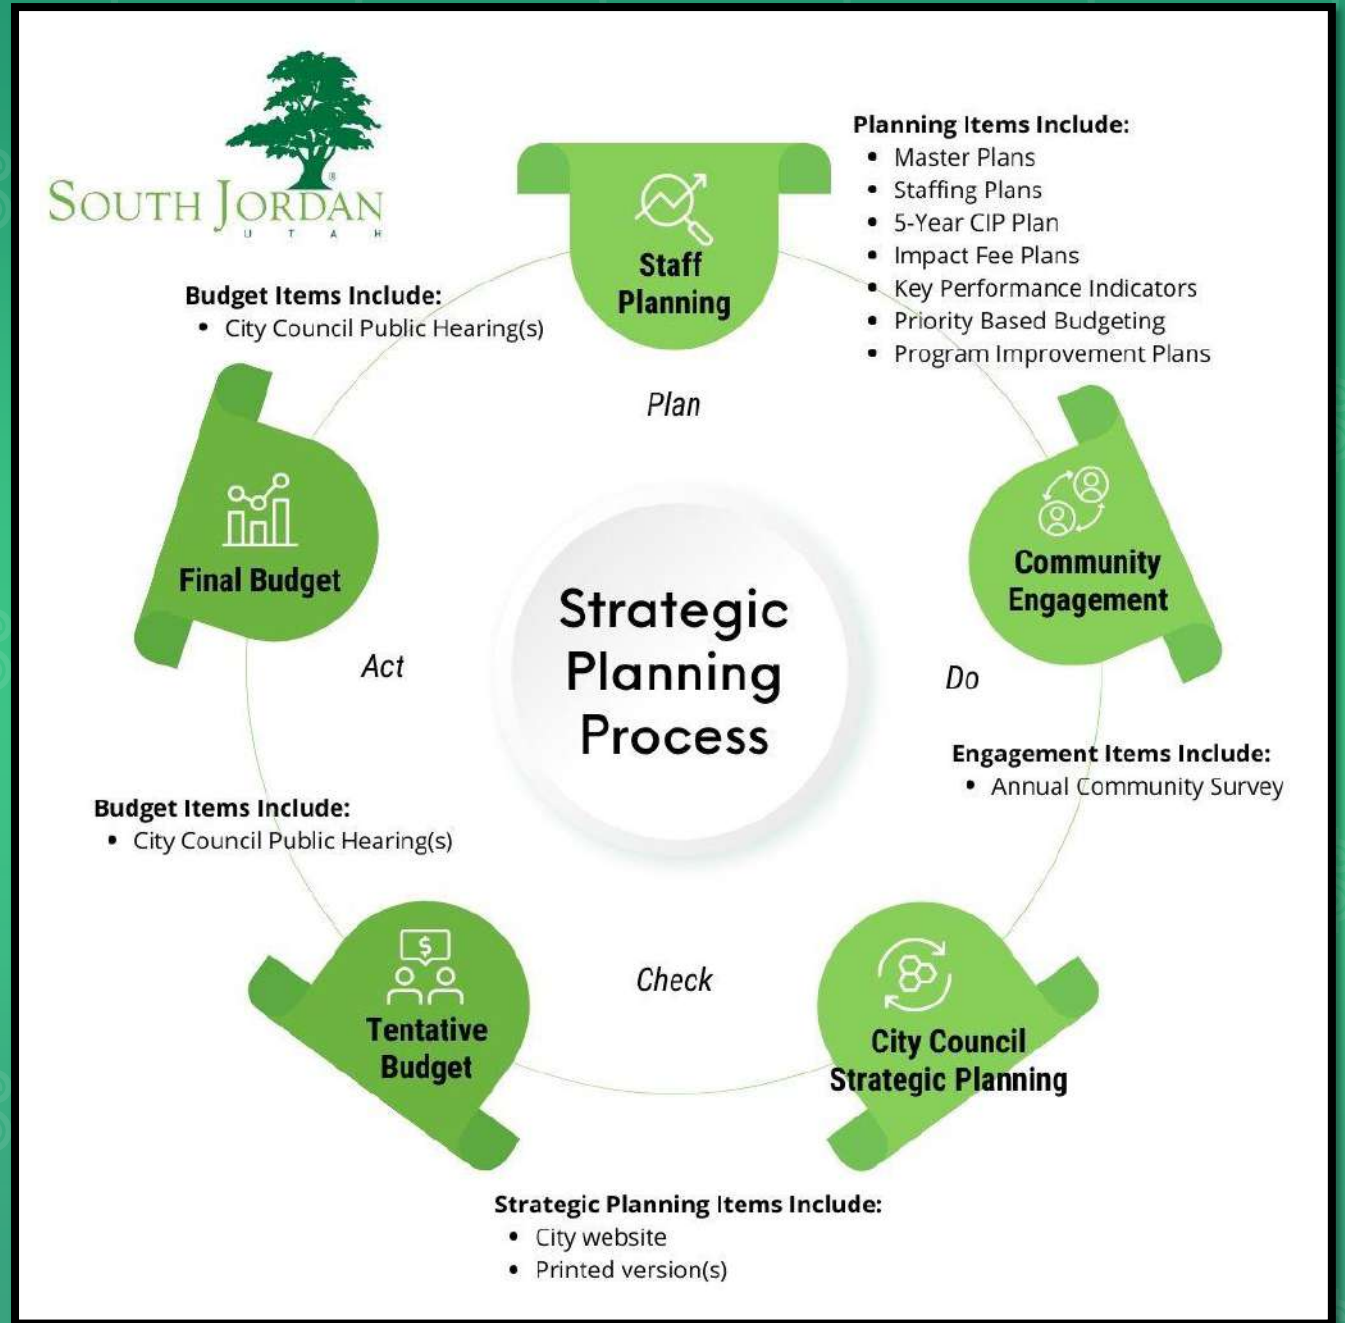 SOUTH JORDAN
®
UTAH
Planning Items Include:
• Master Plans
• Staffing Plans
• 5-Year CIP Plan
• Impact Fee Plans
• Key Performance Indicators
• Priority Based Budgeting
• Program Improvement Plans
Staff
Planning
Budget Items Include:
• City Council Public Hearing(s)
Plan
Community
Engagement
Final Budget
Strategic
Planning
Process
Act
Do
Engagement Items Include:
• Annual Community Survey
Budget Items Include:
• City Council Public Hearing(s)
$
Check
Tentative
Budget
City Council
Strategic Planning
Strategic Planning Items Include:
• City website
• Printed version(s)